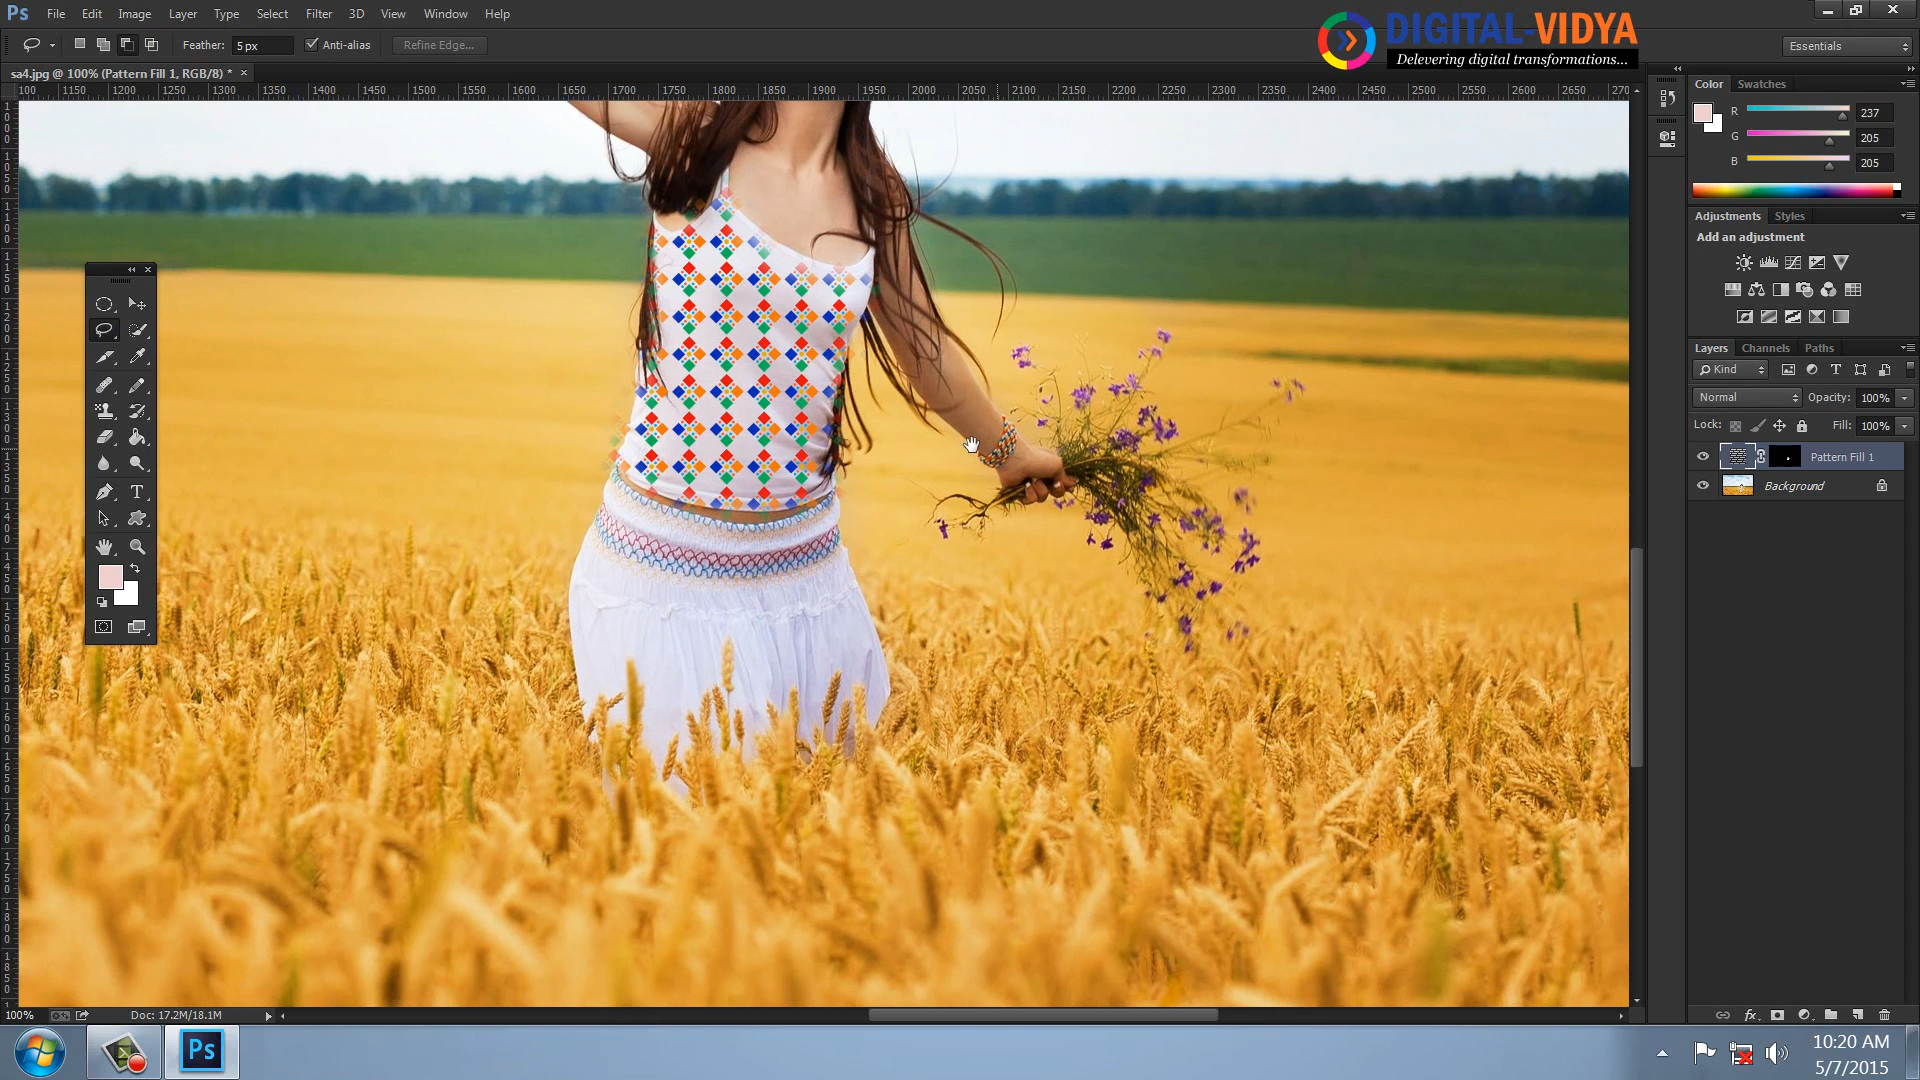 Ps File Edit Image Layer Type Select Filter 3D View Window Help
Feather: 5 px Anti-alias Refine Edge... Essentials
DIGITAL-VIDYA
Delevering digital transformations...
sa4.jpg @ 100% (Pattern Fill 1, RGB/8) * ×
100 1150 1200 1250 1300 1350 1400 1450 1500 1550 1600 1650 1700 1750 1800 1850 1900 1950 2000 2050 2100 2150 2200 2250 2300 2350 2400 2450 2500 2550 2600 2650 270
Color Swatches
R 237
G 205
B 205
Adjustments Styles
Add an adjustment
Layers Channels Paths
Kind
Normal Opacity: 100%
Lock: Fill: 100%
Pattern Fill 1
Background
100% Doc: 17.2M/18.1M
Ps
10:20 AM
5/7/2015